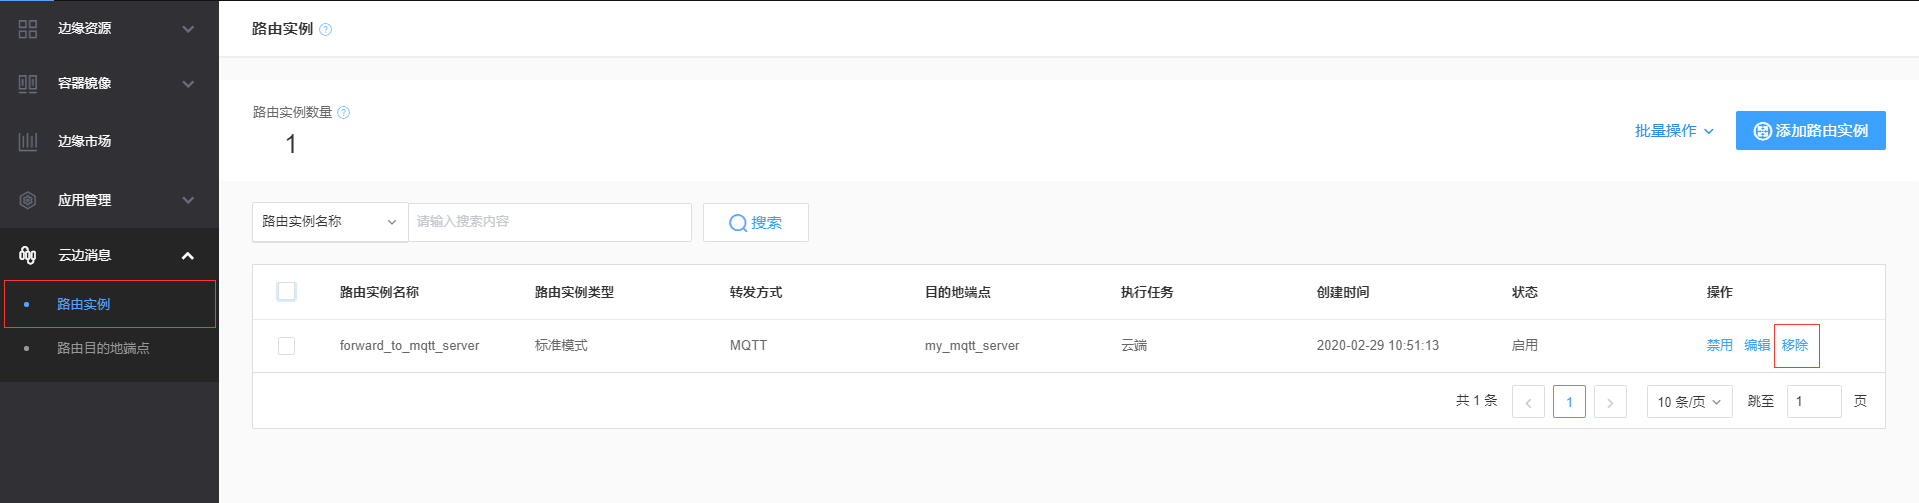 边缘资源
容器镜像
边缘市场
应用管理
云边消息
路由实例
路由目的地端点
路由实例 ?
路由实例数量 ?
1
批量操作
添加路由实例
路由实例名称 请输入搜索内容 搜索
路由实例名称 路由实例类型 转发方式 目的地端点 执行任务 创建时间 状态 操作
forward_to_mqtt_server 标准模式 MQTT my_mqtt_server 云端 2020-02-29 10:51:13 启用 禁用 编辑 移除
共 1 条 < 1 > 10 条/页 跳至 1 页